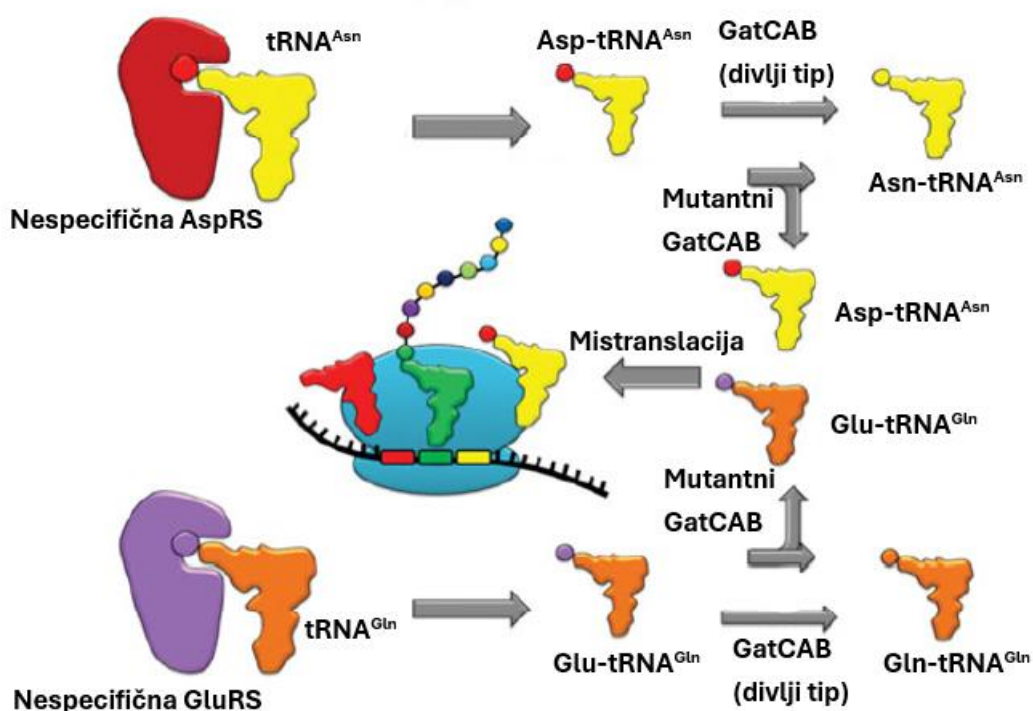 tRNA^Asn
Asp-tRNA^Asn
GatCAB
(divlji tip)
Nespecifična AspRS
Asn-tRNA^Asn
Mutantni
GatCAB
Asp-tRNA^Asn
Mistranslacija
Glu-tRNA^Gln
Mutantni
GatCAB
tRNA^Gln
Glu-tRNA^Gln
GatCAB
(divlji tip)
Gln-tRNA^Gln
Nespecifična GluRS